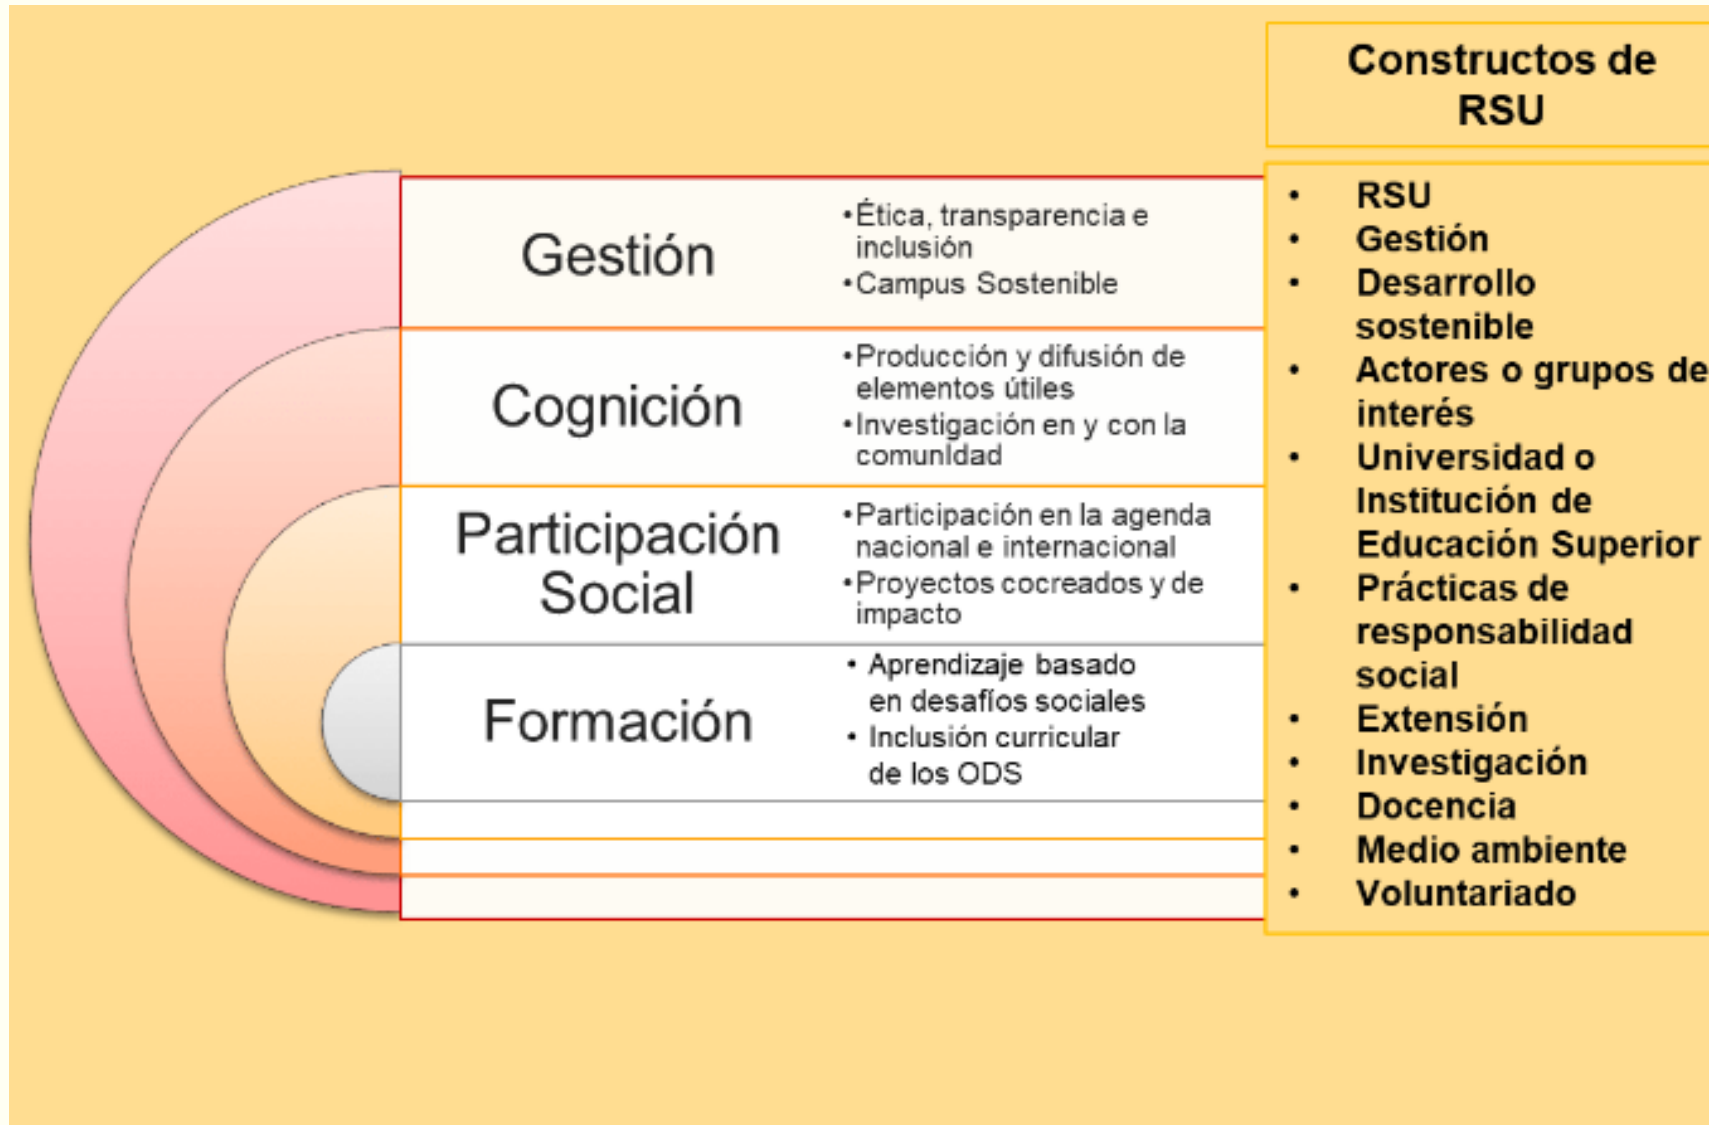 Constructos de
RSU
Gestión
•Ética, transparencia e
inclusión
•Campus Sostenible
Cognición
•Producción y difusión de
elementos útiles
•Investigación en y con la
comunidad
Participación
Social
•Participación en la agenda
nacional e internacional
•Proyectos cocreados y de
impacto
Formación
• Aprendizaje basado
en desafíos sociales
• Inclusión curricular
de los ODS
• RSU
• Gestión
• Desarrollo
sostenible
• Actores o grupos de
interés
• Universidad o
Institución de
Educación Superior
• Prácticas de
responsabilidad
social
• Extensión
• Investigación
• Docencia
• Medio ambiente
• Voluntariado